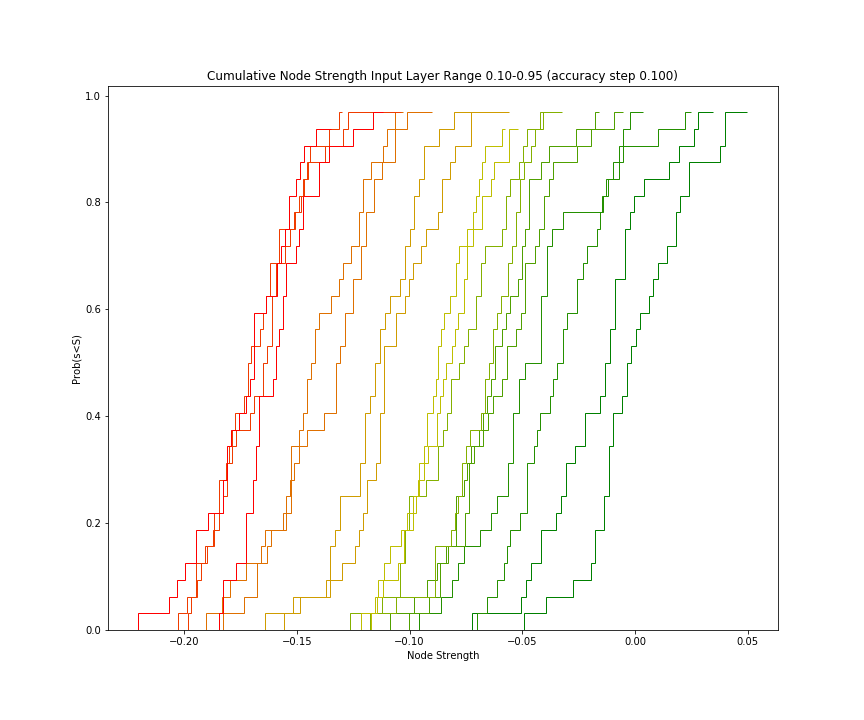 Cumulative Node Strength Input Layer Range 0.10-0.95 (accuracy step 0.100)
1.0
0.8
0.6
0.4
0.2
0.0
Prob(s<S)
−0.20 −0.15 −0.10 −0.05 0.00 0.05
Node Strength